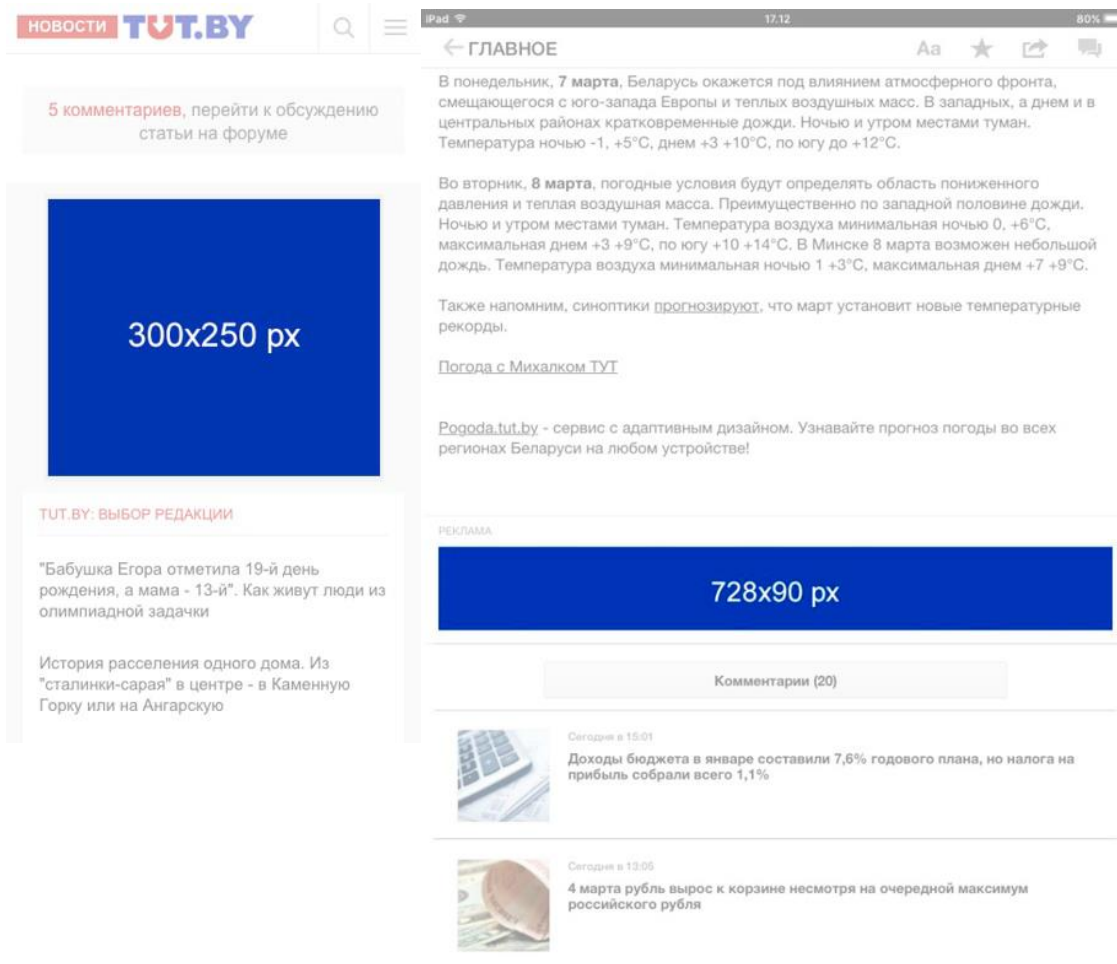 НОВОСТИ TUT.BY
5 комментариев, перейти к обсуждению
статьи на форуме
300x250 px
TUT.BY: ВЫБОР РЕДАКЦИИ
"Бабушка Егора отметила 19-й день
рождения, а мама - 13-й". Как живут люди из
олимпиадной задачки
История расселения одного дома. Из
"сталинки-сарая" в центре - в Каменную
Горку или на Ангарскую
iPad 17.12 80%
ГЛАВНОЕ Aa
В понедельник, 7 марта, Беларусь окажется под влиянием атмосферного фронта,
смещающегося с юго-запада Европы и теплых воздушных масс. В западных, а днем и в
центральных районах кратковременные дожди. Ночью и утром местами туман.
Температура ночью -1, +5°C, днем +3 +10°C, по югу до +12°C.
Во вторник, 8 марта, погодные условия будут определять область пониженного
давления и теплая воздушная масса. Преимущественно по западной половине дожди.
Ночью и утром местами туман. Температура воздуха минимальная ночью 0, +6°C,
максимальная днем +3 +9°C, по югу +10 +14°C. В Минске 8 марта возможен небольшой
дождь. Температура воздуха минимальная ночью 1 +3°C, максимальная днем +7 +9°C.
Также напомним, синоптики прогнозируют, что март установит новые температурные
рекорды.
Погода с Михалком ТУТ
Pogoda.tut.by - сервис с адаптивным дизайном. Узнавайте прогноз погоды во всех
регионах Беларуси на любом устройстве!
РЕКЛАМА
728x90 px
Комментарии (20)
Сегодня в 15:01
Доходы бюджета в январе составили 7,6% годового плана, но налога на
прибыль собрали всего 1,1%
Сегодня в 13:05
4 марта рубль вырос к корзине несмотря на очередной максимум
российского рубля